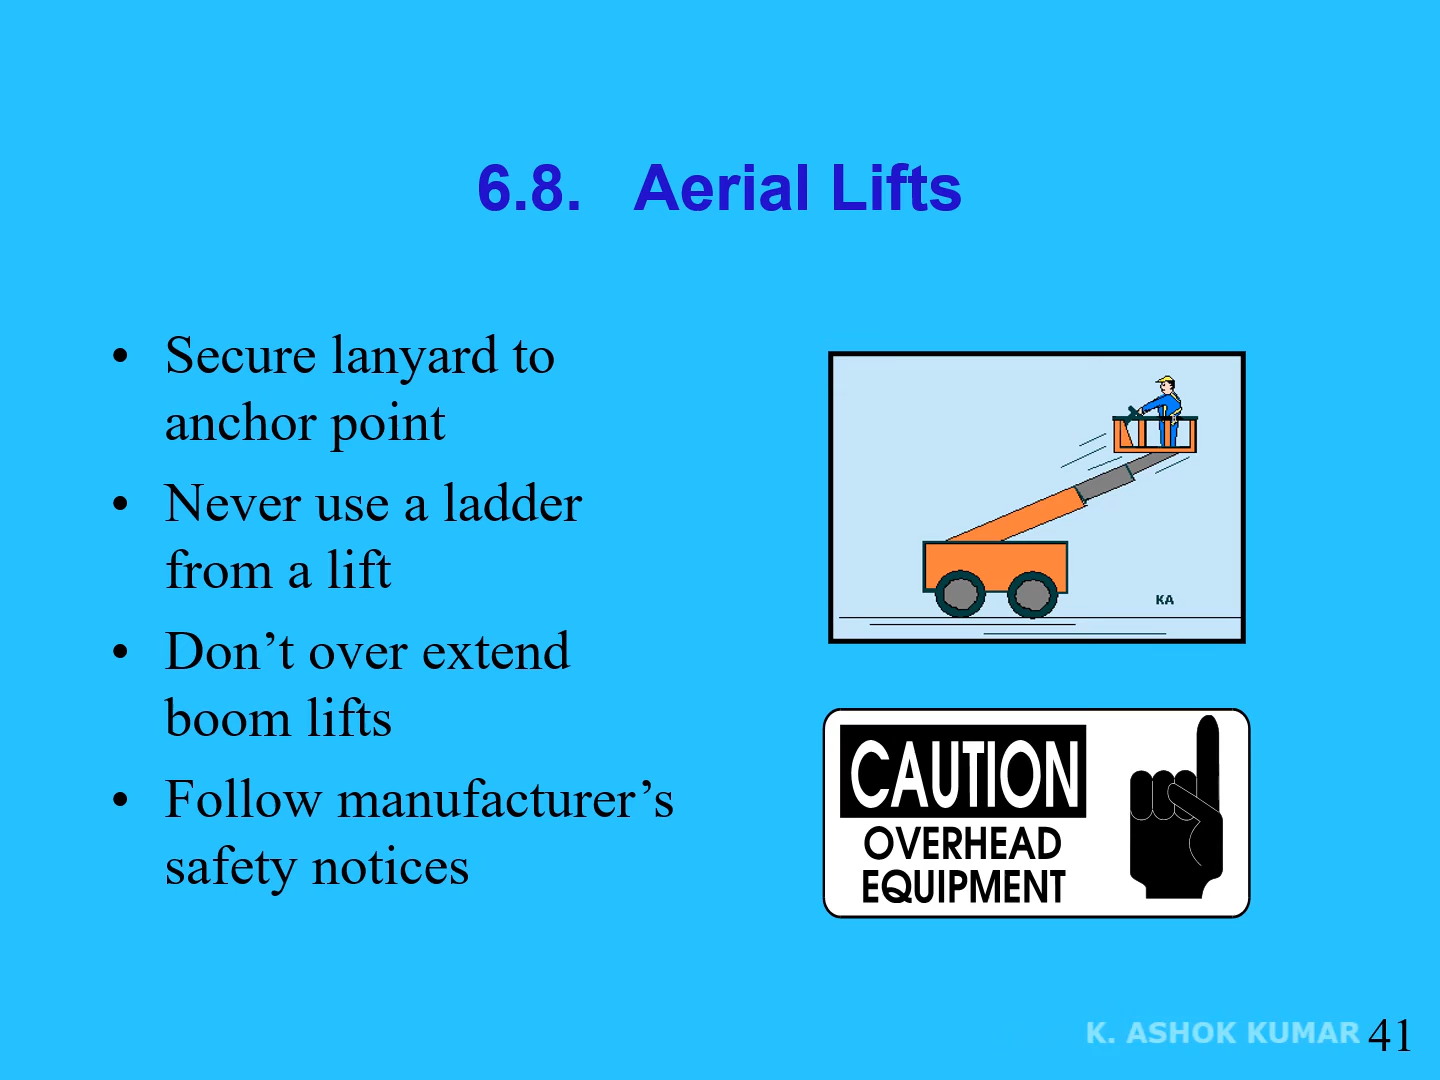 6.8. Aerial Lifts
• Secure lanyard to
anchor point
• Never use a ladder
from a lift
• Don’t over extend
boom lifts
• Follow manufacturer’s
safety notices
KA
CAUTION
OVERHEAD
EQUIPMENT
K. ASHOK KUMAR 41